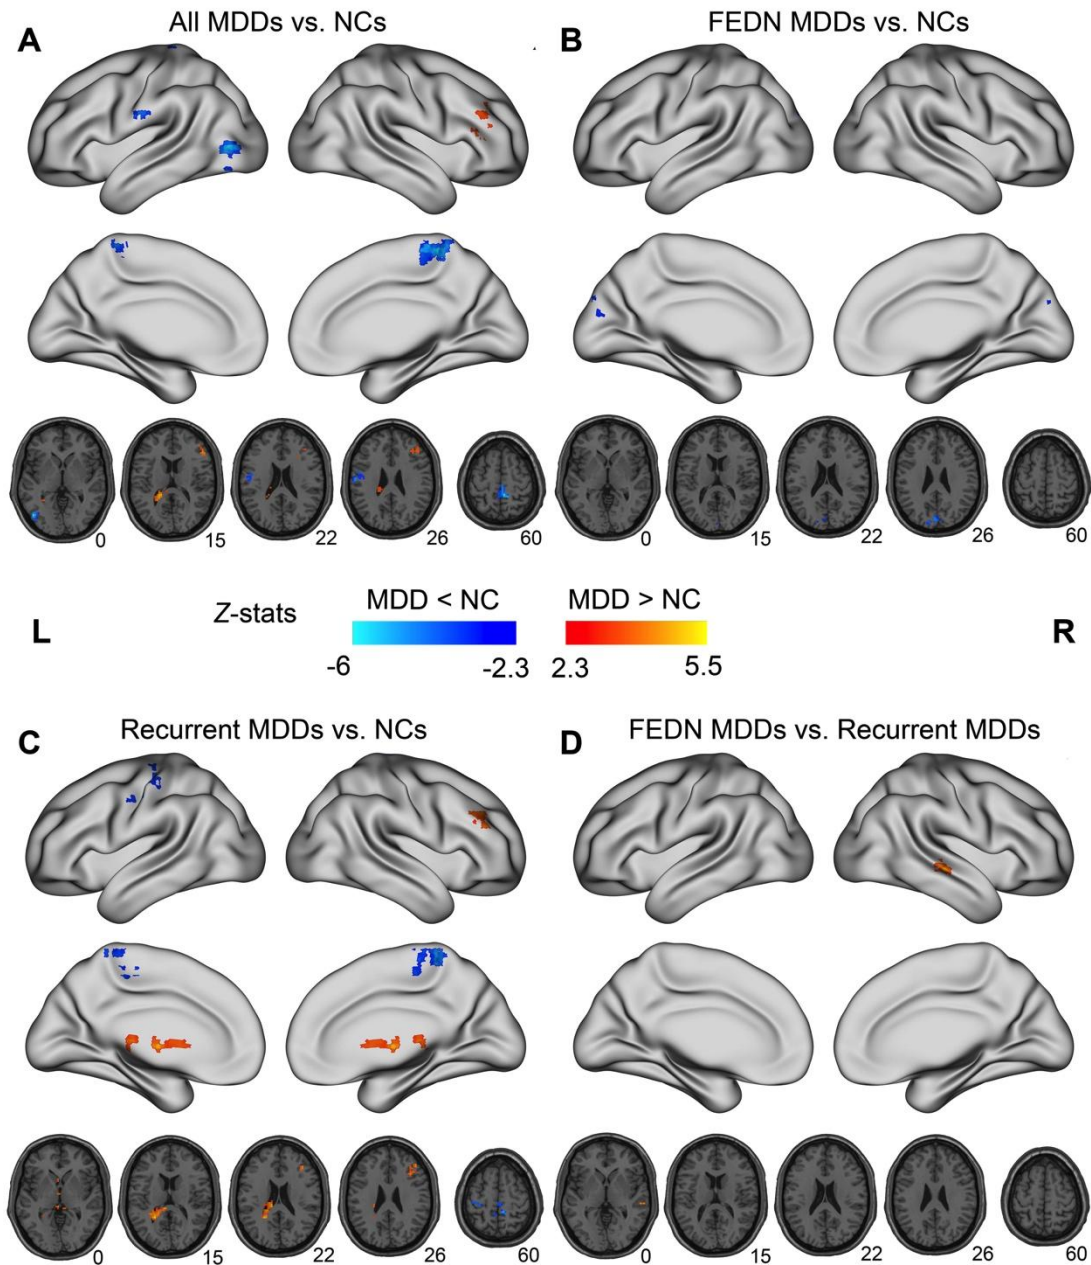 A All MDDs vs. NCs
B FEDN MDDs vs. NCs
0 15 22 26 60
0 15 22 26 60
Z-stats
MDD < NC
MDD > NC
L
R
-6 -2.3 2.3 5.5
C Recurrent MDDs vs. NCs
D FEDN MDDs vs. Recurrent MDDs
0 15 22 26 60
0 15 22 26 60